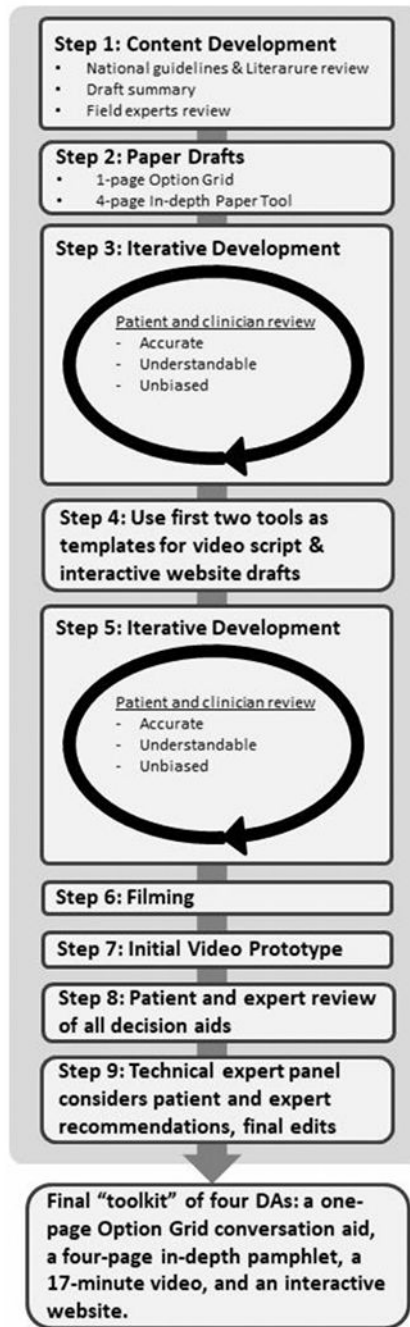 Step 1: Content Development
• National guidelines & Literarure review
• Draft summary
• Field experts review
Step 2: Paper Drafts
• 1-page Option Grid
• 4-page In-depth Paper Tool
Step 3: Iterative Development
Patient and clinician review
- Accurate
- Understandable
- Unbiased
Step 4: Use first two tools as
templates for video script &
interactive website drafts
Step 5: Iterative Development
Patient and clinician review
- Accurate
- Understandable
- Unbiased
Step 6: Filming
Step 7: Initial Video Prototype
Step 8: Patient and expert review
of all decision aids
Step 9: Technical expert panel
considers patient and expert
recommendations, final edits
Final “toolkit” of four DAs: a one-
page Option Grid conversation aid,
a four-page in-depth pamphlet, a
17-minute video, and an interactive
website.